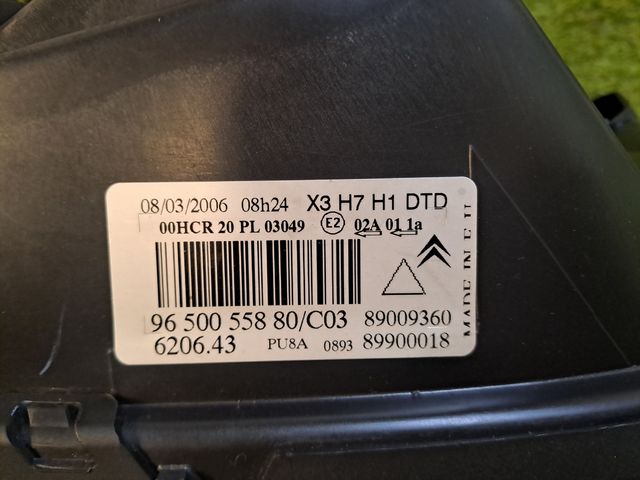 08/03/2006 08h24 X3 H7 H1 DTD
00HCR 20 PL 03049 E2 02A 01 1a
96 500 558 80/C03 89009360
6206.43 PU8A 0893 89900018
MADE IN E.U